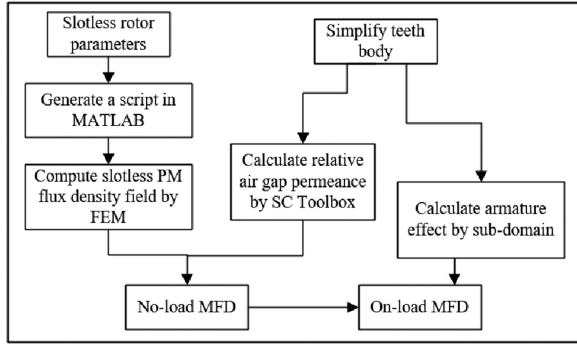 Slotless rotor
parameters
Simplify teeth
body
Generate a script in
MATLAB
Compute slotless PM
flux density field by
FEM
Calculate relative
air gap permeance
by SC Toolbox
Calculate armature
effect by sub-domain
No-load MFD
On-load MFD